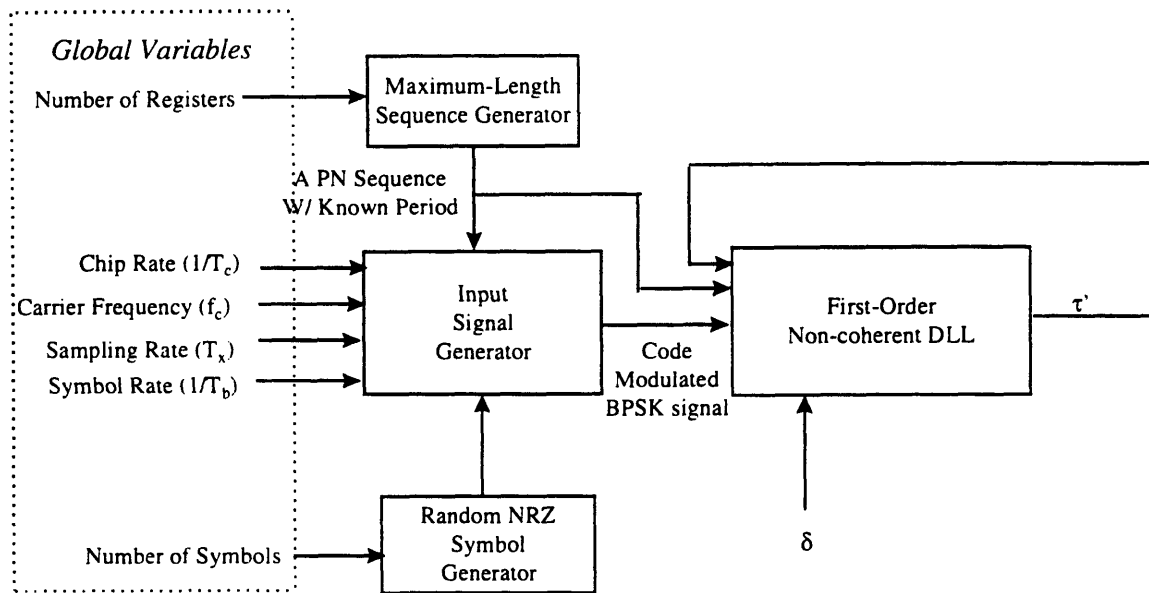 Global Variables
Number of Registers
Maximum-Length
Sequence Generator
A PN Sequence
W/ Known Period
Chip Rate (1/T_c)
Carrier Frequency (f_c)
Sampling Rate (T_x)
Symbol Rate (1/T_b)
Input
Signal
Generator
Code
Modulated
BPSK signal
First-Order
Non-coherent DLL
τ'
δ
Number of Symbols
Random NRZ
Symbol
Generator